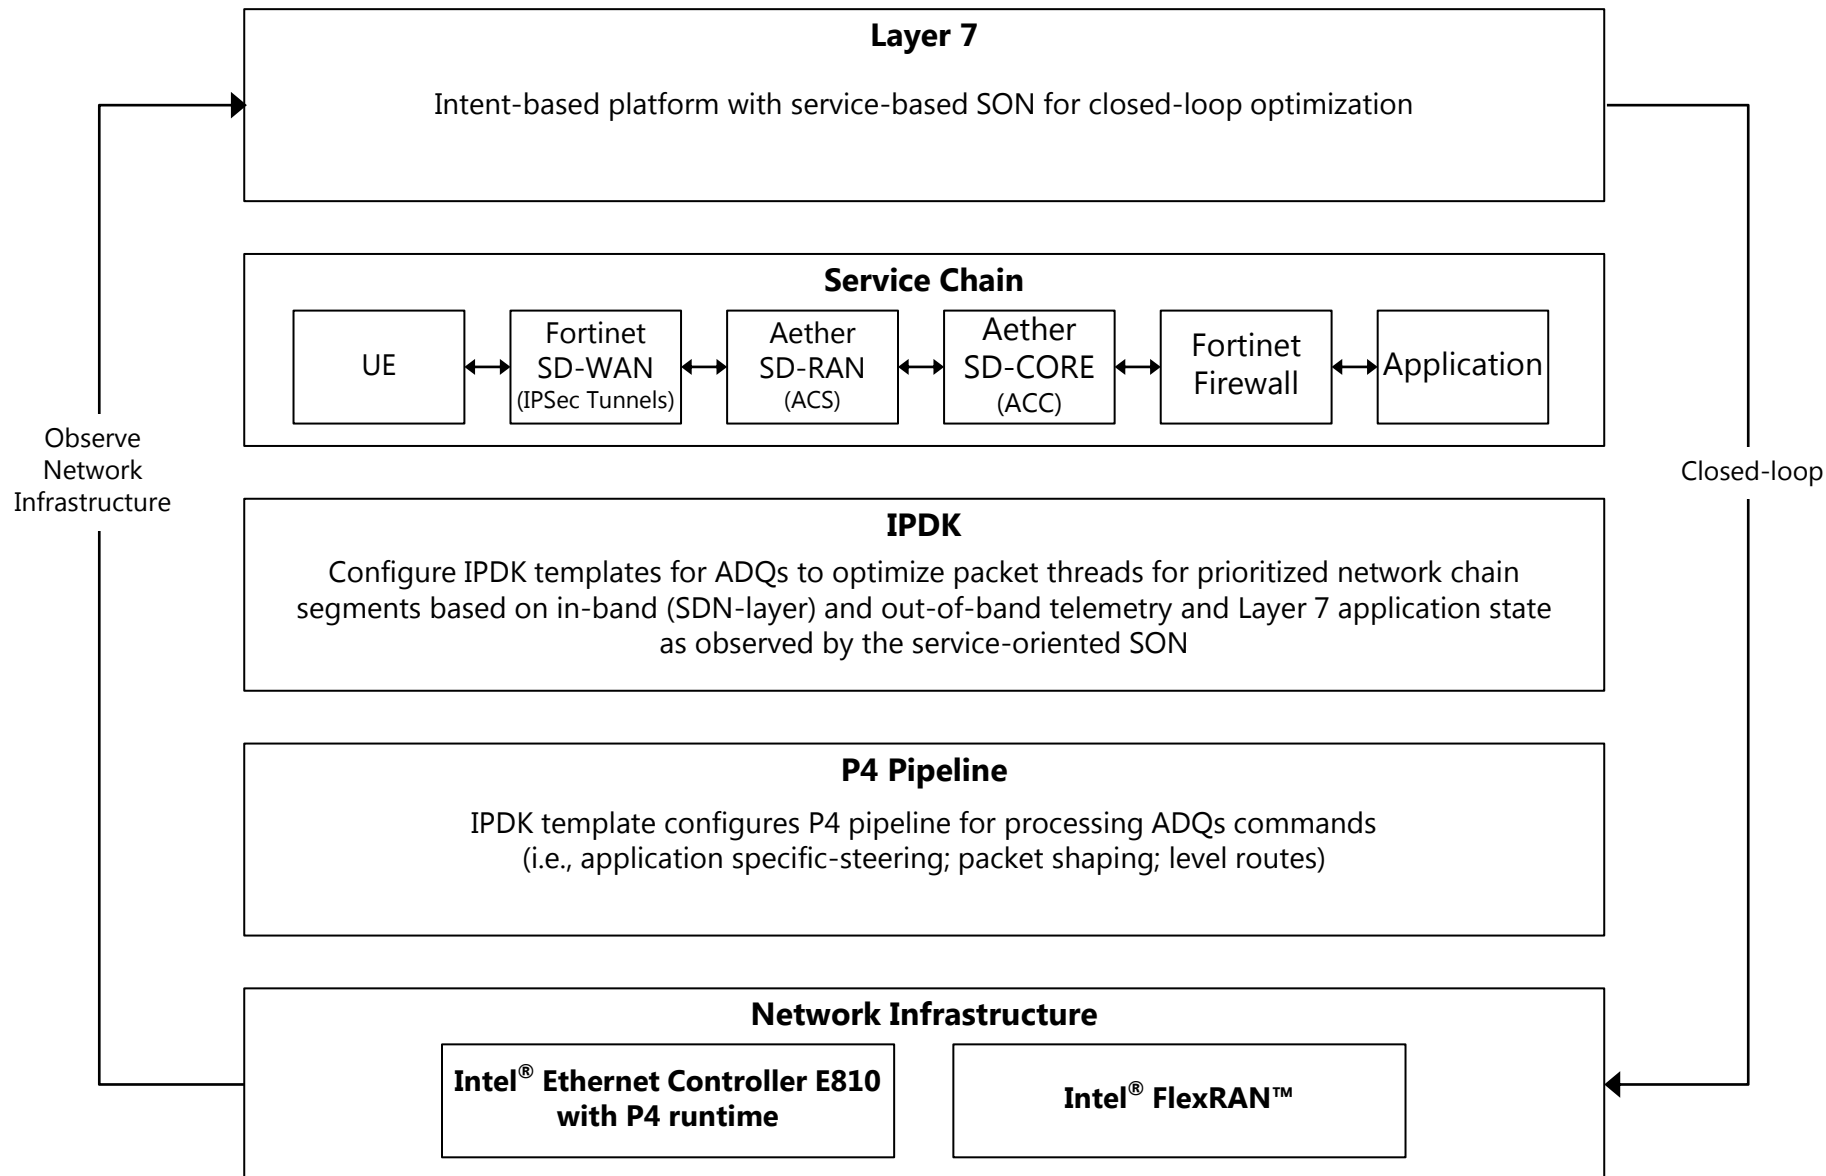 Layer 7
Intent-based platform with service-based SON for closed-loop optimization
Service Chain
UE
Fortinet
SD-WAN
(IPSec Tunnels)
Aether
SD-RAN
(ACS)
Aether
SD-CORE
(ACC)
Fortinet
Firewall
Application
Observe
Network
Infrastructure
Closed-loop
IPDK
Configure IPDK templates for ADQs to optimize packet threads for prioritized network chain
segments based on in-band (SDN-layer) and out-of-band telemetry and Layer 7 application state
as observed by the service-oriented SON
P4 Pipeline
IPDK template configures P4 pipeline for processing ADQs commands
(i.e., application specific-steering; packet shaping; level routes)
Network Infrastructure
Intel® Ethernet Controller E810
with P4 runtime
Intel® FlexRAN™